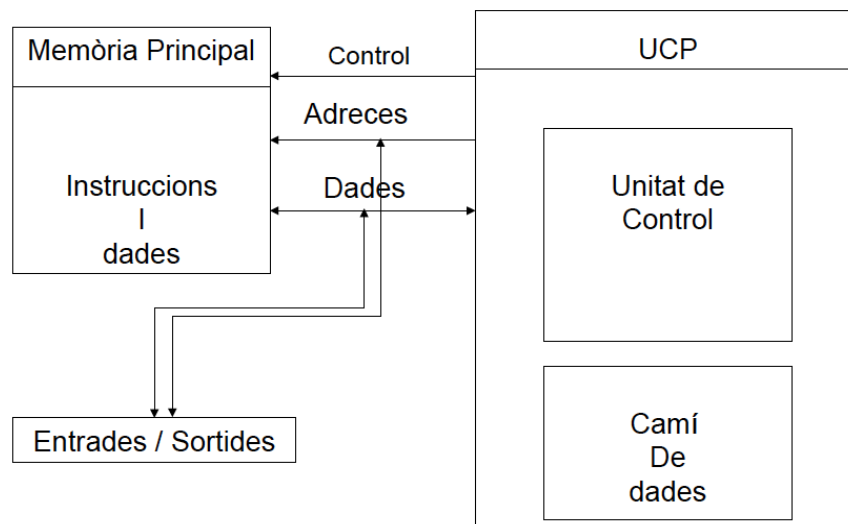 Memòria Principal
Instruccions
I
dades
Control
Adreces
Dades
Entrades / Sortides
UCP
Unitat de
Control
Camí
De
dades